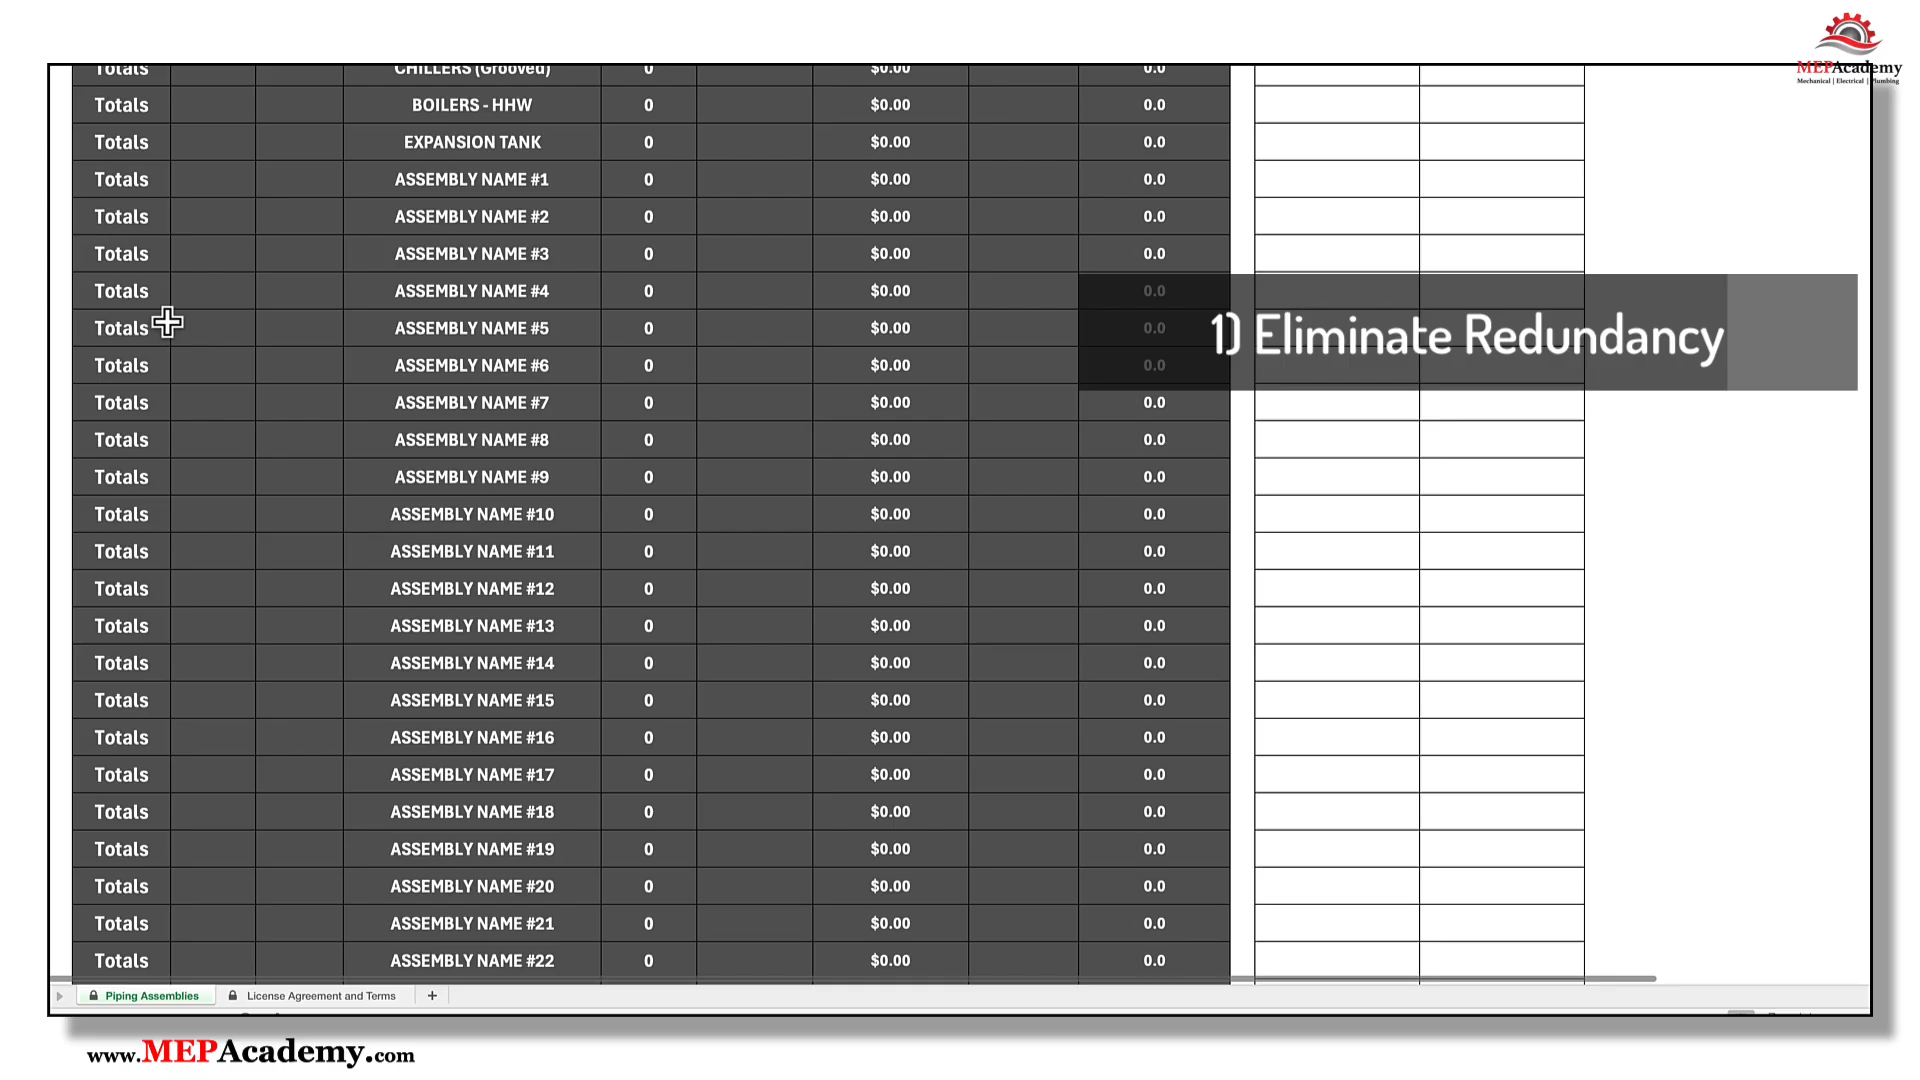 MEPAcademy
Mechanical | Electrical | Plumbing
Totals CHILLERS (Grooved) 0 $0.00 0.0
Totals BOILERS - HHW 0 $0.00 0.0
Totals EXPANSION TANK 0 $0.00 0.0
Totals ASSEMBLY NAME #1 0 $0.00 0.0
Totals ASSEMBLY NAME #2 0 $0.00 0.0
Totals ASSEMBLY NAME #3 0 $0.00 0.0
Totals ASSEMBLY NAME #4 0 $0.00 0.0
Totals ASSEMBLY NAME #5 0 $0.00 0.0
1) Eliminate Redundancy
Totals ASSEMBLY NAME #6 0 $0.00 0.0
Totals ASSEMBLY NAME #7 0 $0.00 0.0
Totals ASSEMBLY NAME #8 0 $0.00 0.0
Totals ASSEMBLY NAME #9 0 $0.00 0.0
Totals ASSEMBLY NAME #10 0 $0.00 0.0
Totals ASSEMBLY NAME #11 0 $0.00 0.0
Totals ASSEMBLY NAME #12 0 $0.00 0.0
Totals ASSEMBLY NAME #13 0 $0.00 0.0
Totals ASSEMBLY NAME #14 0 $0.00 0.0
Totals ASSEMBLY NAME #15 0 $0.00 0.0
Totals ASSEMBLY NAME #16 0 $0.00 0.0
Totals ASSEMBLY NAME #17 0 $0.00 0.0
Totals ASSEMBLY NAME #18 0 $0.00 0.0
Totals ASSEMBLY NAME #19 0 $0.00 0.0
Totals ASSEMBLY NAME #20 0 $0.00 0.0
Totals ASSEMBLY NAME #21 0 $0.00 0.0
Totals ASSEMBLY NAME #22 0 $0.00 0.0
Piping Assemblies License Agreement and Terms +
www.MEPAcademy.com